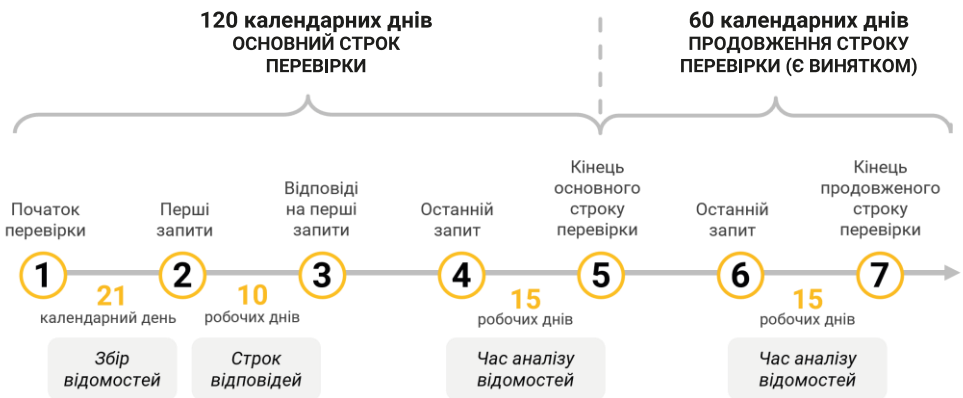 120 календарних днів
ОСНОВНИЙ СТРОК
ПЕРЕВІРКИ
60 календарних днів
ПРОДОВЖЕННЯ СТРОКУ
ПЕРЕВІРКИ (Є ВИНЯТКОМ)
Початок
перевірки
Перші
запити
Відповіді
на перші
запити
Останній
запит
Кінець
основного
строку
перевірки
Останній
запит
Кінець
продовженого
строку
перевірки
1
2
3
4
5
6
7
21
календарний день
10
робочих днів
15
робочих днів
15
робочих днів
Збір
відомостей
Строк
відповідей
Час аналізу
відомостей
Час аналізу
відомостей